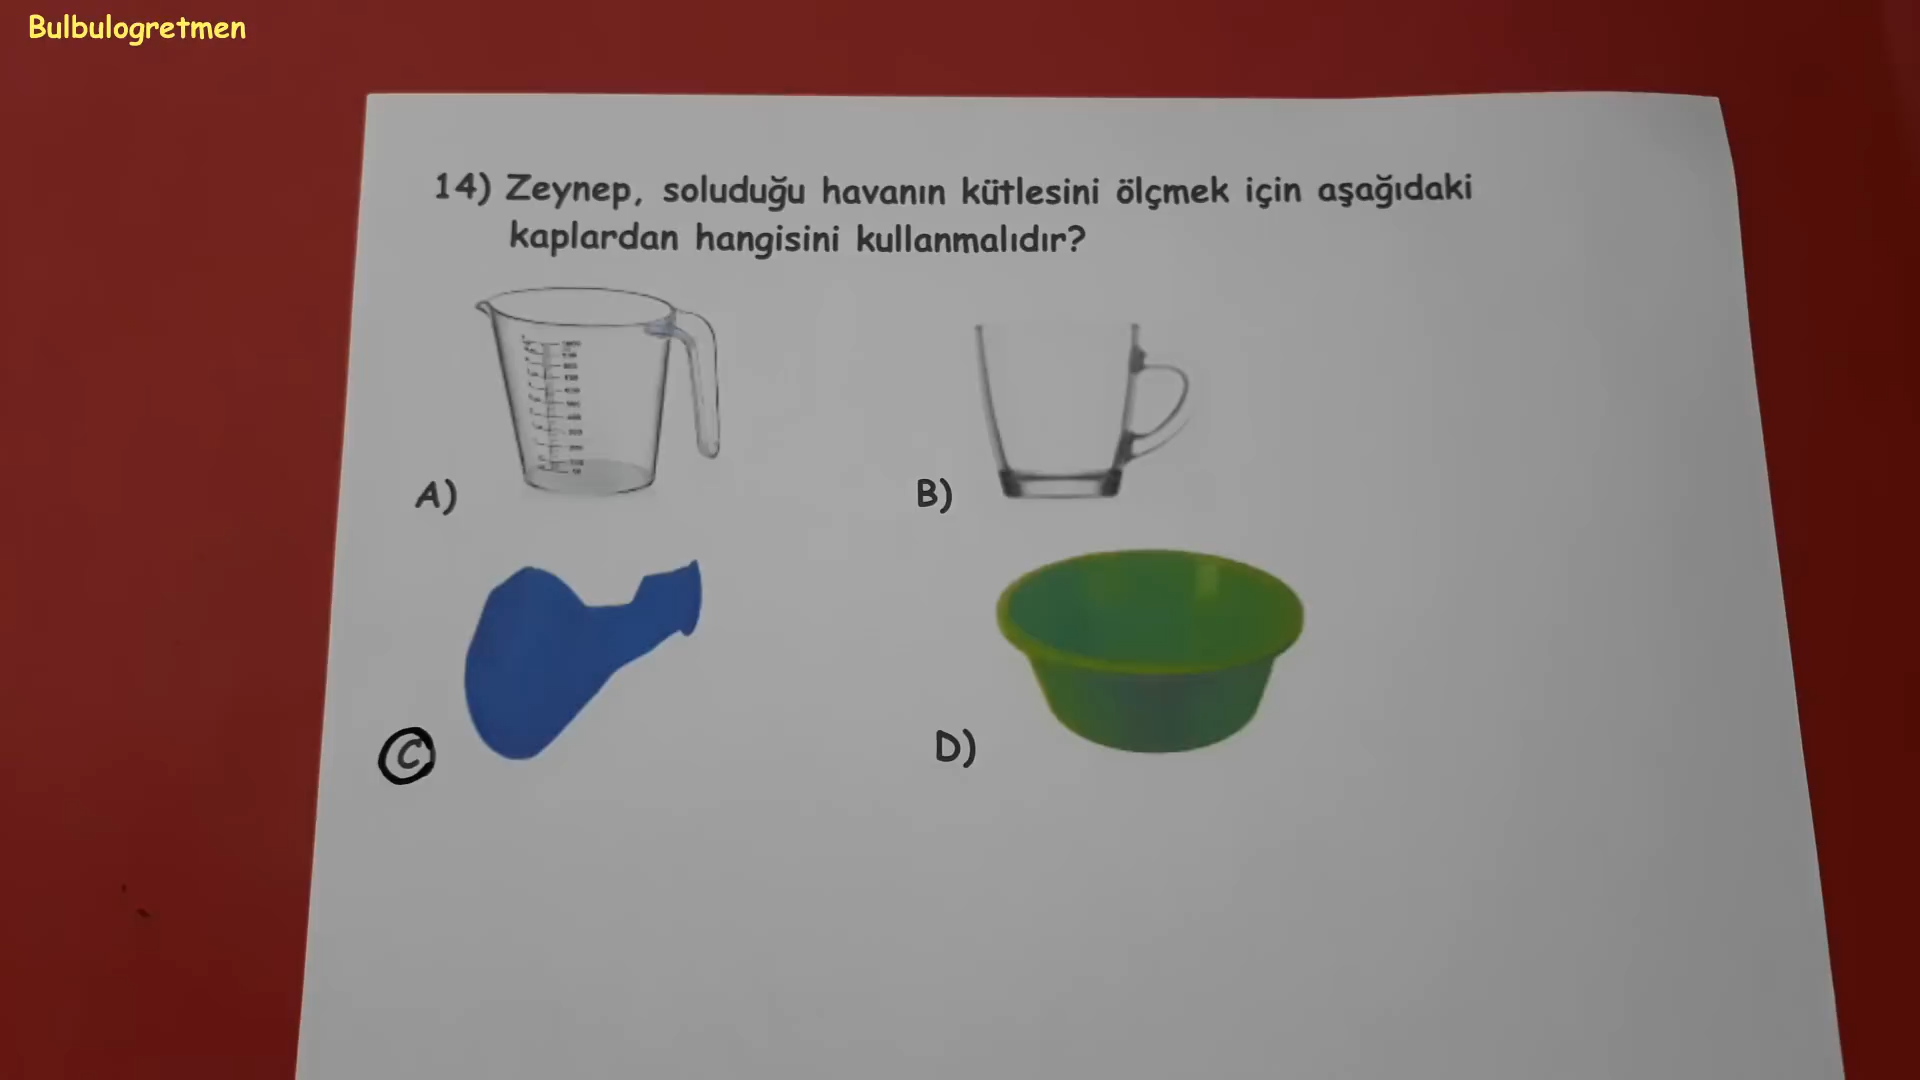 Bulbulogretmen
14) Zeynep, soluduğu havanın kütlesini ölçmek için aşağıdaki
kaplardan hangisini kullanmalıdır?
A)
B)
C
D)